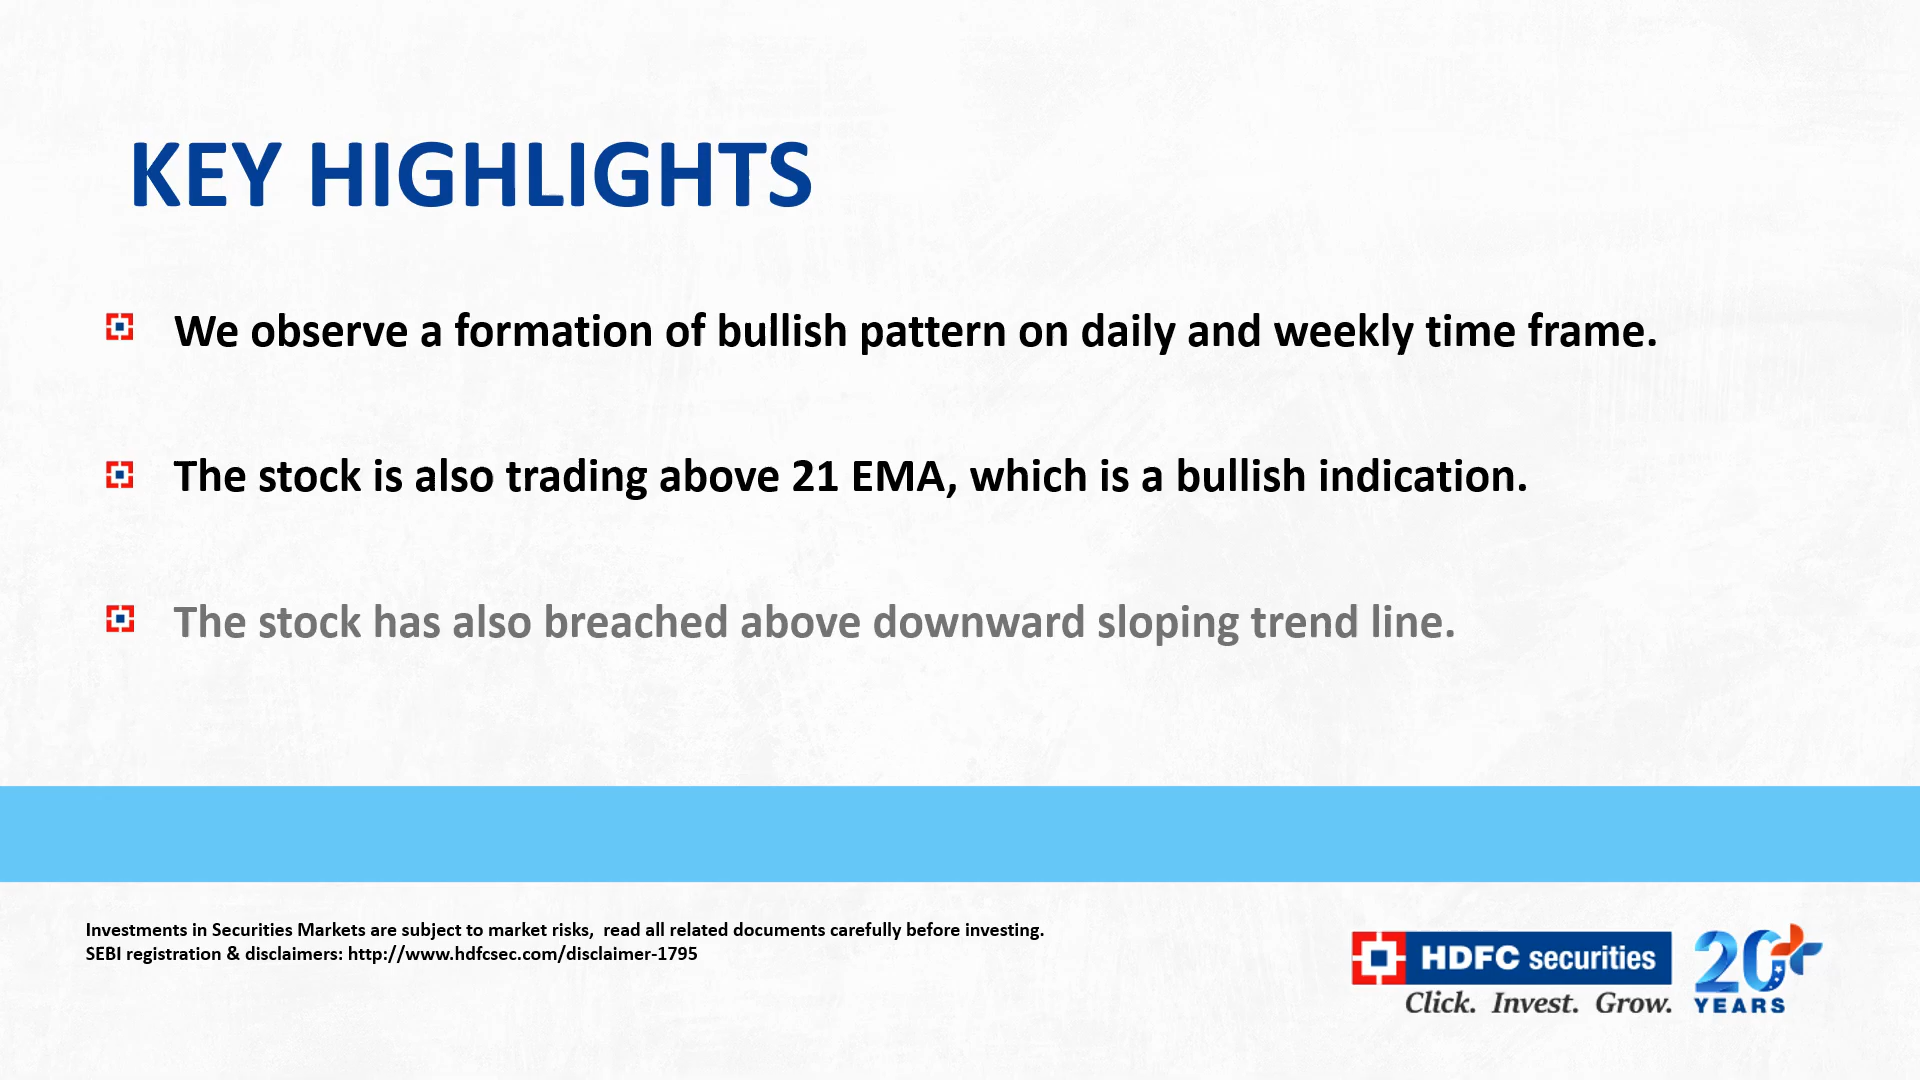 KEY HIGHLIGHTS
We observe a formation of bullish pattern on daily and weekly time frame.
The stock is also trading above 21 EMA, which is a bullish indication.
The stock has also breached above downward sloping trend line.
Investments in Securities Markets are subject to market risks,  read all related documents carefully before investing.
SEBI registration & disclaimers: http://www.hdfcsec.com/disclaimer-1795
HDFC securities
Click. Invest. Grow.
20+
YEARS